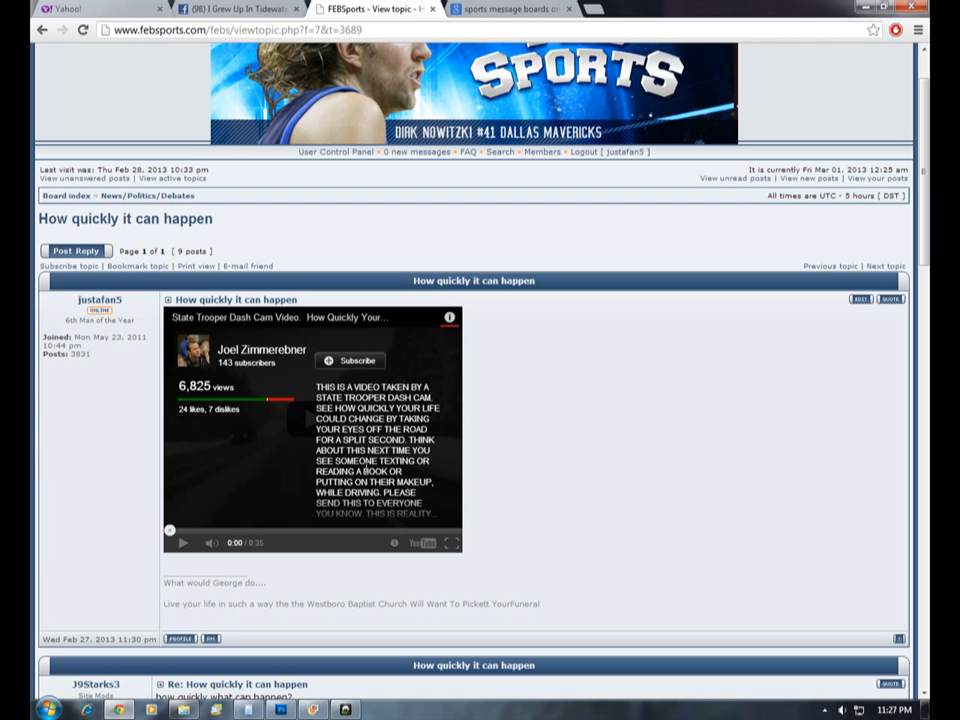 Yahoo!
(98) I Grew Up In Tidewate
FEBSports - View topic - H
sports message boards on
www.febsports.com/febs/viewtopic.php?f=7&t=3689
SPORTS
DIRK NOWITZKI #41 DALLAS MAVERICKS
User Control Panel • 0 new messages • FAQ • Search • Members • Logout [ justafan5 ]
Last visit was: Thu Feb 28, 2013 10:33 pm
It is currently Fri Mar 01, 2013 12:25 am
View unanswered posts | View active topics
View unread posts | View new posts | View your posts
Board index » News/Politics/Debates
All times are UTC - 5 hours [ DST ]
How quickly it can happen
Post Reply Page 1 of 1 [ 9 posts ]
Subscribe topic | Bookmark topic | Print view | E-mail friend
Previous topic | Next topic
How quickly it can happen
justafan5
ONLINE
6th Man of the Year
Joined: Mon May 23, 2011
10:44 pm
Posts: 3831
How quickly it can happen
EDIT QUOTE
State Trooper Dash Cam Video. How Quickly Your...
Joel Zimmerebner
143 subscribers
Subscribe
6,825 views
24 likes, 7 dislikes
THIS IS A VIDEO TAKEN BY A
STATE TROOPER DASH CAM.
SEE HOW QUICKLY YOUR LIFE
COULD CHANGE BY TAKING
YOUR EYES OFF THE ROAD
FOR A SPLIT SECOND. THINK
ABOUT THIS NEXT TIME YOU
SEE SOMEONE TEXTING OR
READING A BOOK OR
PUTTING ON THEIR MAKEUP,
WHILE DRIVING. PLEASE
SEND THIS TO EVERYONE
YOU KNOW. THIS IS REALITY...
0:00 / 0:35
YouTube
What would George do....
Live your life in such a way the the Westboro Baptist Church Will Want To Pickett YourFuneral
Wed Feb 27, 2013 11:30 pm
PROFILE PM
How quickly it can happen
J9Starks3
Site Mods
Re: How quickly it can happen
QUOTE
how quickly what can happen?
11:27 PM